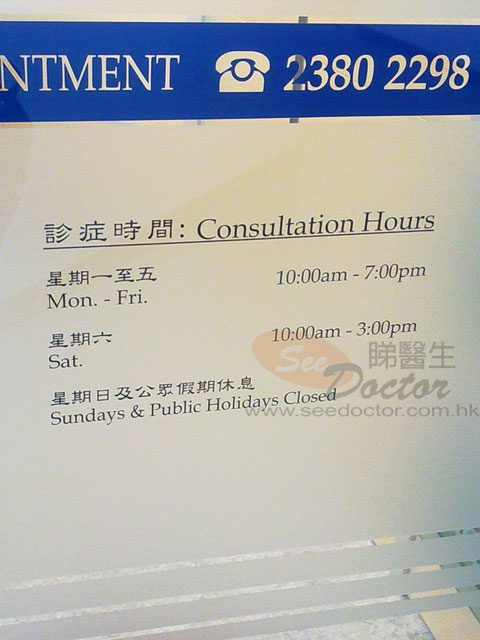 NTMENT ☎ 2380 2298
診症時間: Consultation Hours
星期一至五 10:00am - 7:00pm
Mon. - Fri.
星期六 10:00am - 3:00pm
Sat.
See 睇醫生
Doctor
星期日及公眾假期休息
Sundays & Public Holidays Closed
www.seedoctor.com.hk